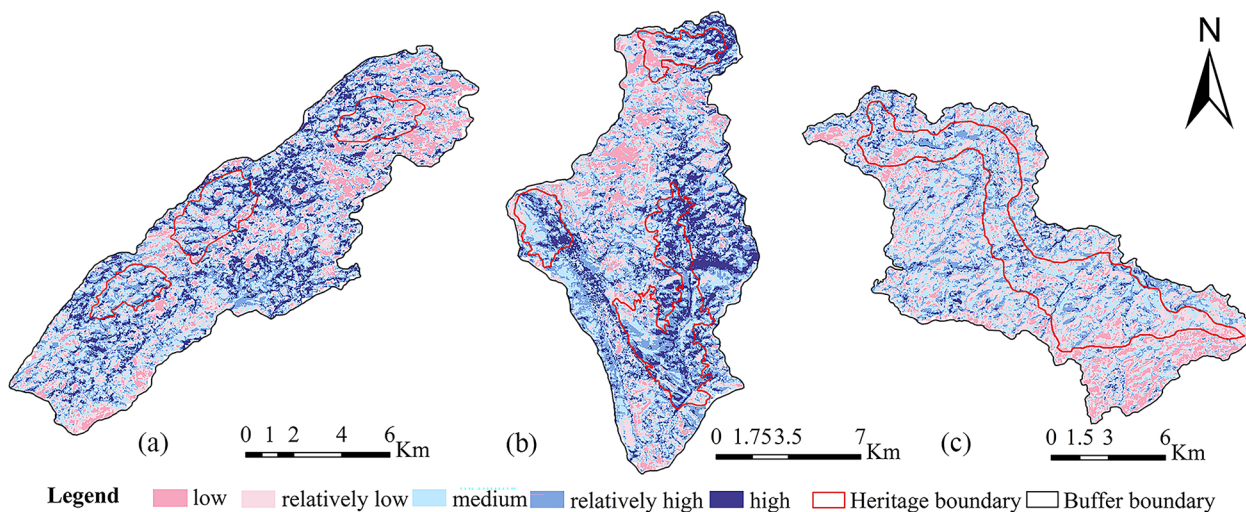 N
(a)
0 1 2 4 6
Km
(b)
0 1.75 3.5 7
Km
(c)
0 1.5 3 6
Km
Legend low relatively low medium relatively high high Heritage boundary Buffer boundary